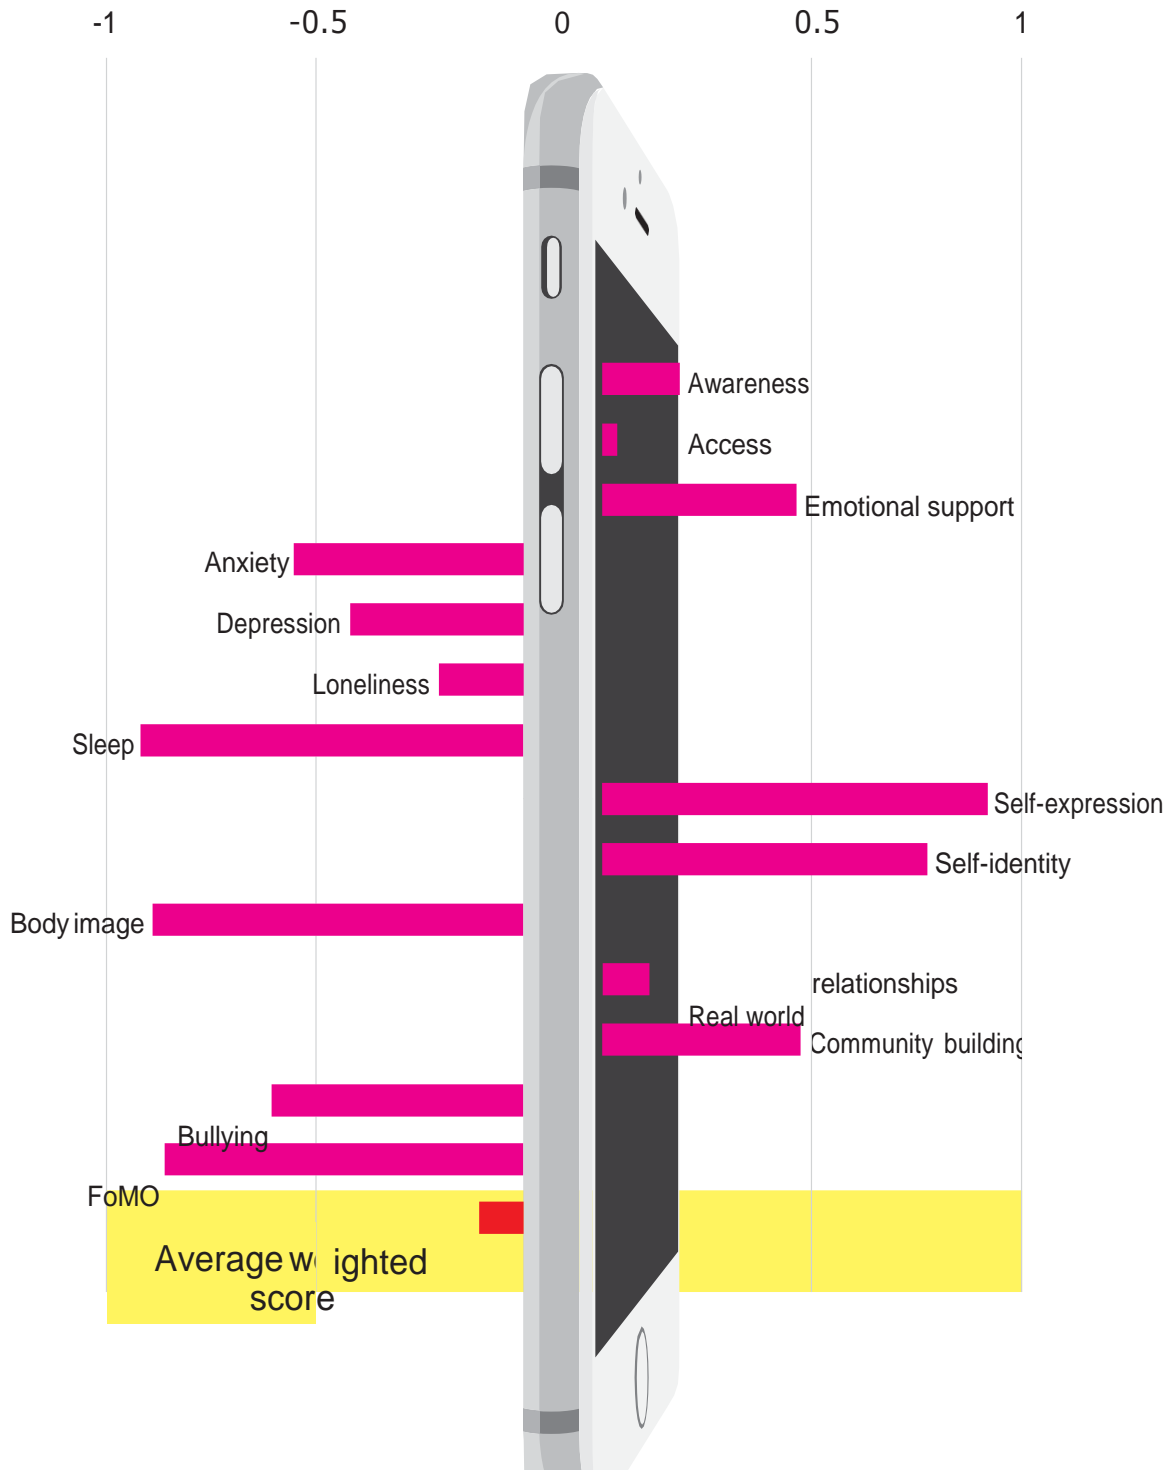 -1 -0.5 0 0.5 1
Awareness
Access
Emotional support
Anxiety
Depression
Loneliness
Sleep
Self-expression
Self-identity
Body image
relationships
Real world
Community building
Bullying
FoMO
Average weighted
score